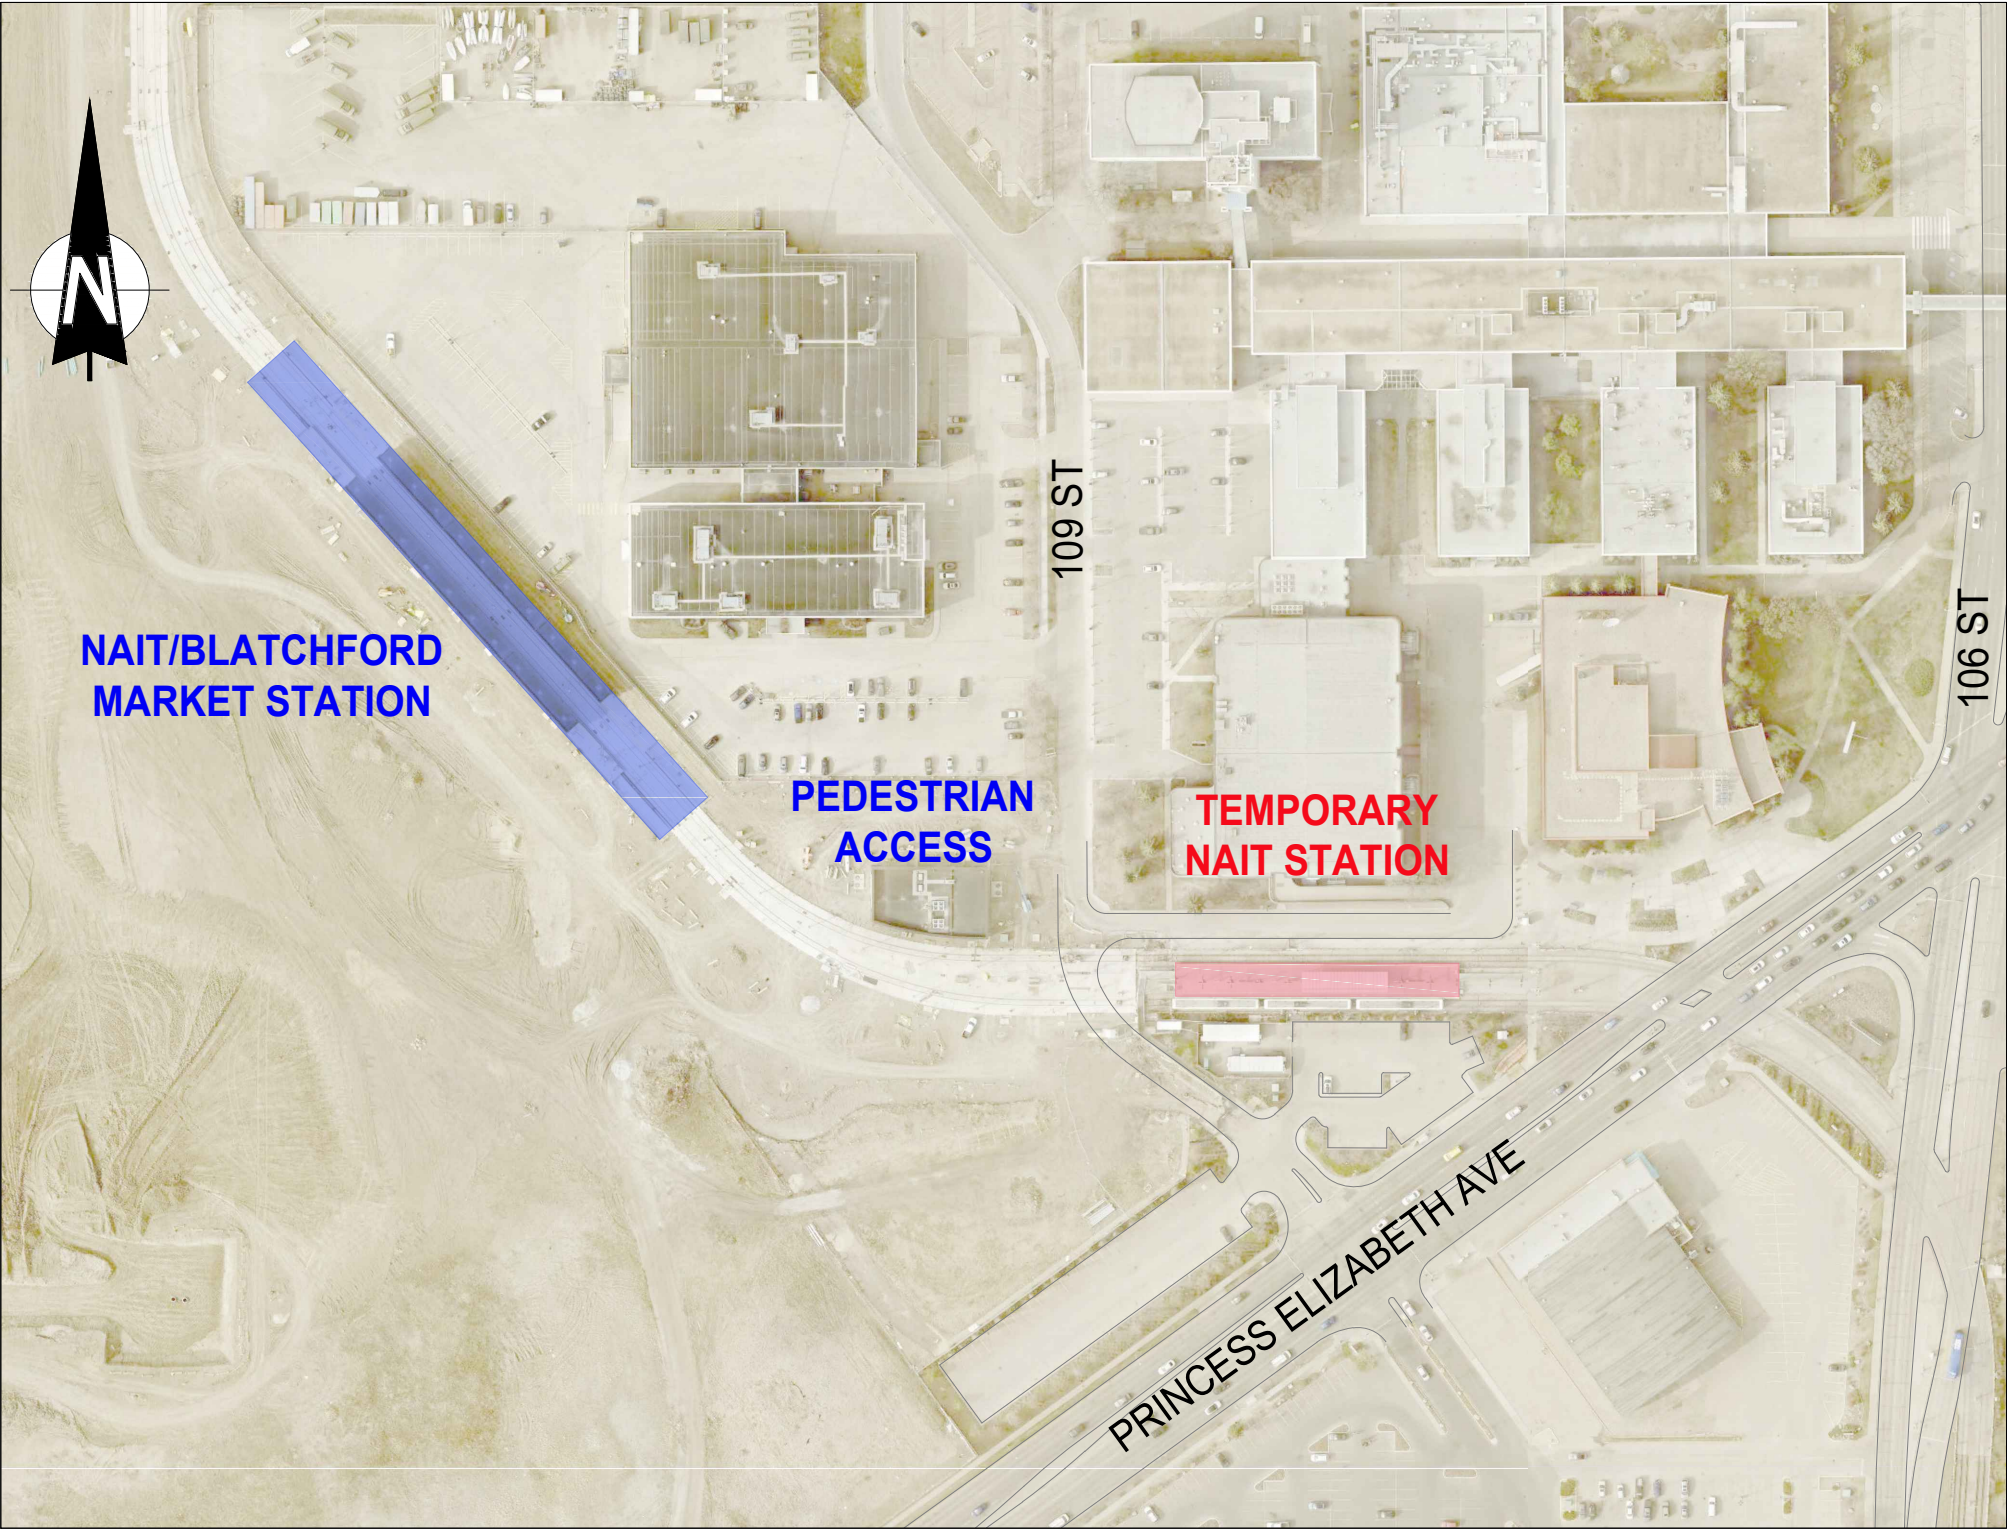 N
109 ST
106 ST
NAIT/BLATCHFORD
MARKET STATION
PEDESTRIAN
ACCESS
TEMPORARY
NAIT STATION
PRINCESS ELIZABETH AVE